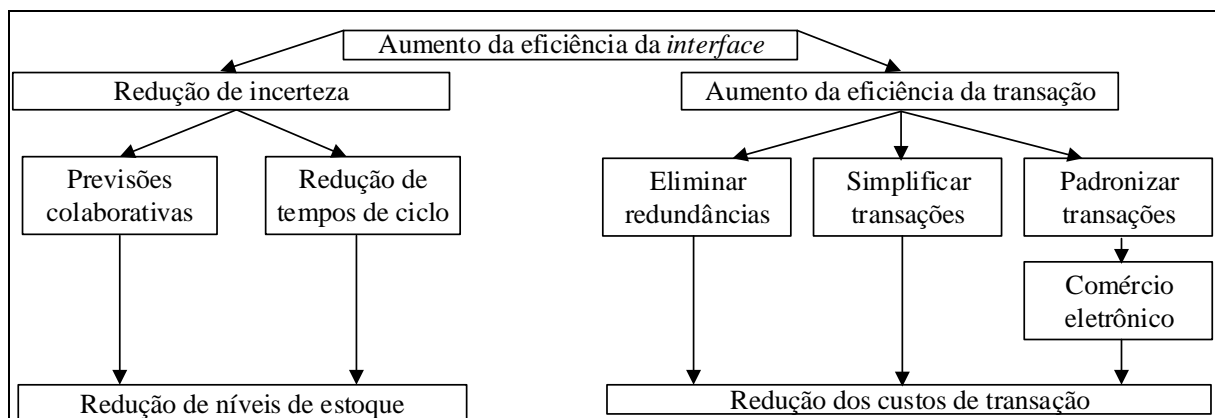 Aumento da eficiência da interface
Redução de incerteza
Aumento da eficiência da transação
Previsões
colaborativas
Redução de
tempos de ciclo
Eliminar
redundâncias
Simplificar
transações
Padronizar
transações
Comércio
eletrônico
Redução de níveis de estoque
Redução dos custos de transação